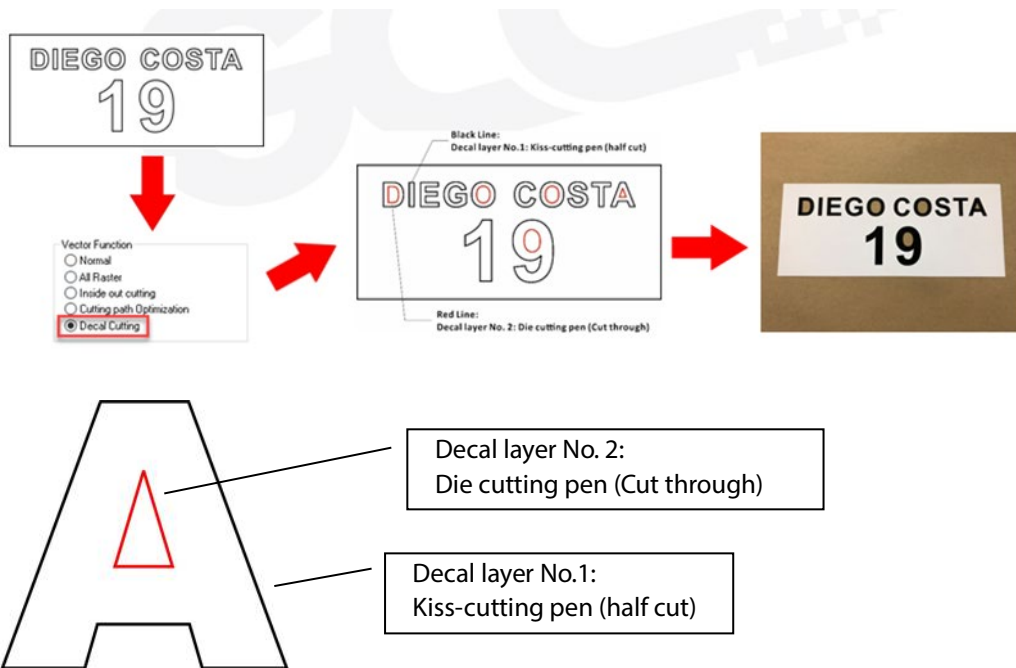 DIEGO COSTA
19
Vector Function
Normal
All Raster
Inside out cutting
Cutting path Optimization
Decal Cutting
Black Line:
Decal layer No.1: Kiss-cutting pen (half cut)
DIEGO COSTA
19
Red Line:
Decal layer No. 2: Die cutting pen (Cut through)
DIEGO COSTA
19
A
Decal layer No. 2:
Die cutting pen (Cut through)
Decal layer No.1:
Kiss-cutting pen (half cut)